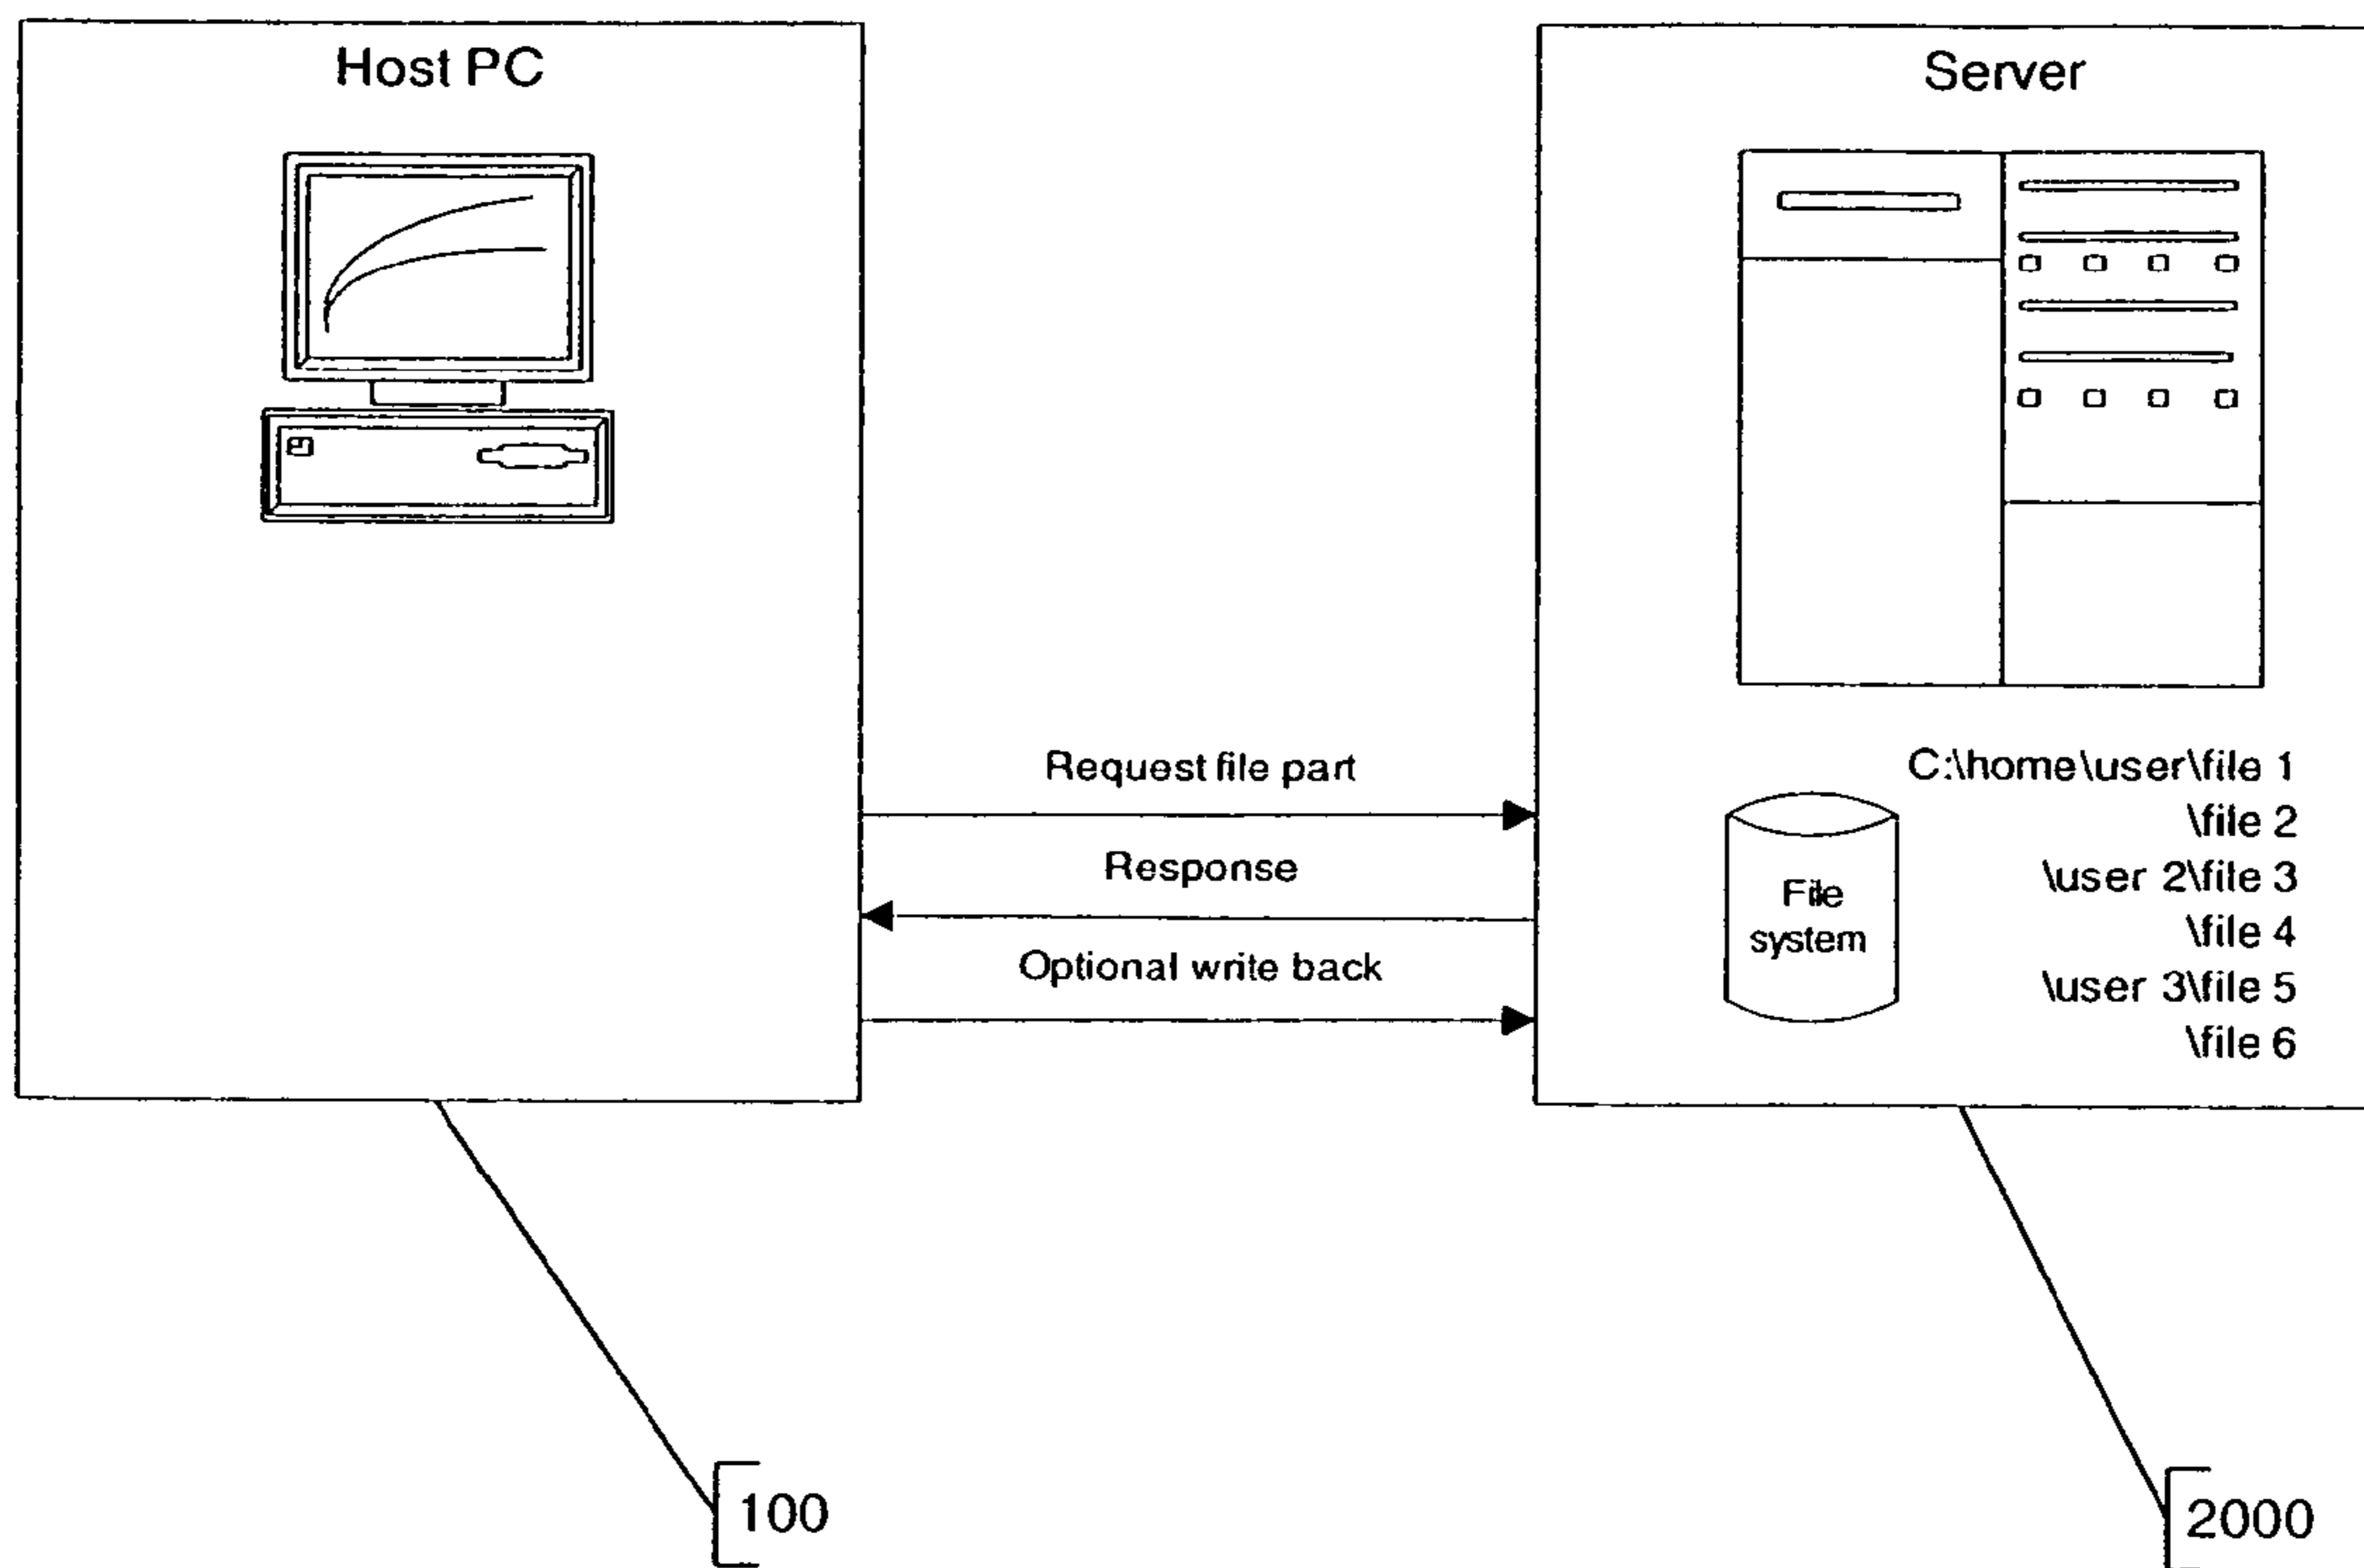 Host PC
Server
Request file part
Response
Optional write back
File
system
C:\home\user\file 1
\file 2
\user 2\file 3
\file 4
\user 3\file 5
\file 6
100
2000